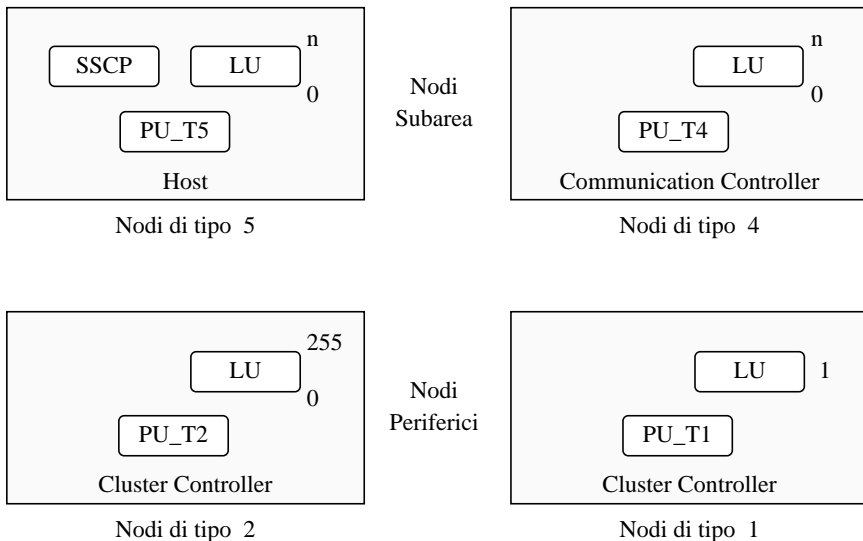 n
SSCP
LU
0
PU_T5
Host
Nodi di tipo 5
Nodi
Subarea
n
LU
0
PU_T4
Communication Controller
Nodi di tipo 4
255
LU
0
PU_T2
Cluster Controller
Nodi di tipo 2
Nodi
Periferici
LU
1
PU_T1
Cluster Controller
Nodi di tipo 1